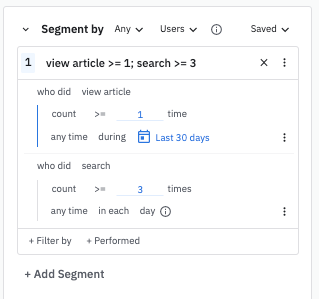 Segment by Any Users Saved
1 view article >= 1; search >= 3
who did view article
count >= 1 time
any time during Last 30 days
who did search
count >= 3 times
any time in each day
+ Filter by + Performed
+ Add Segment